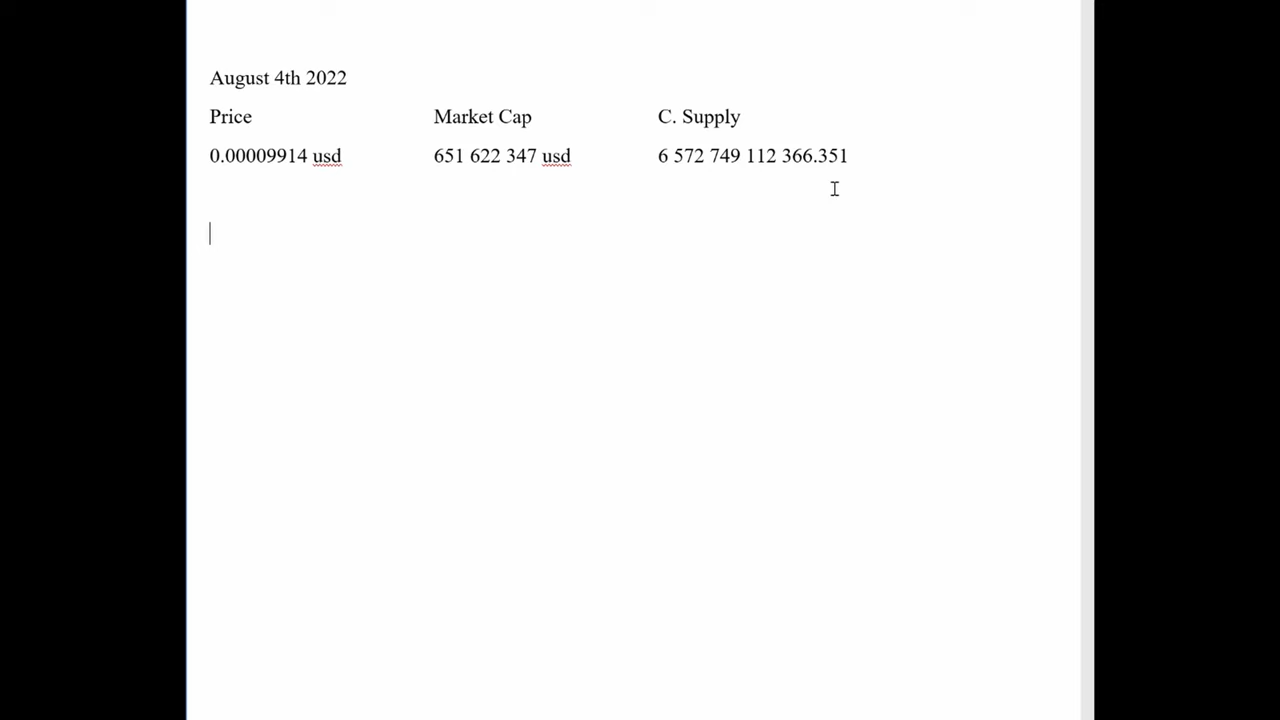 August 4th 2022
Price Market Cap C. Supply
0.00009914 usd 651 622 347 usd 6 572 749 112 366.351